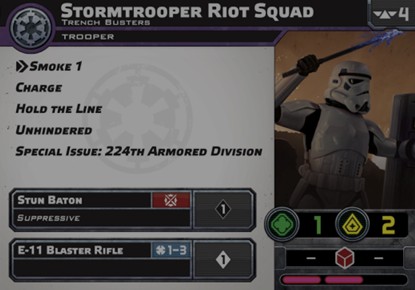 Stormtrooper Riot Squad
Trench Busters
4
Trooper
Smoke 1
Charge
Hold the Line
Unhindered
Special Issue: 224th Armored Division
Stun Baton
Suppressive
1
1
2
E-11 Blaster Rifle
1-3
1
– –